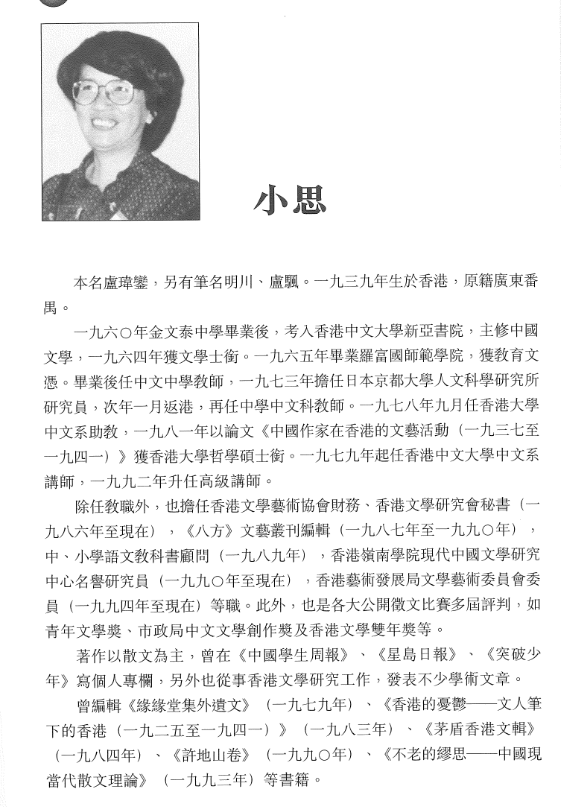 小思
本名盧瑋鑾，另有筆名明川、盧颿。一九三九年生於香港，原籍廣東番
禺。
一九六○年金文泰中學畢業後，考入香港中文大學新亞書院，主修中國
文學，一九六四年獲文學士銜。一九六五年畢業羅富國師範學院，獲教育文
憑。畢業後任中文中學教師，一九七三年擔任日本京都大學人文科學研究所
研究員，次年一月返港，再任中學中文科教師。一九七八年九月任香港大學
中文系助教，一九八一年以論文《中國作家在香港的文藝活動（一九三七至
一九四一）》獲香港大學哲學碩士銜。一九七九年起任香港中文大學中文系
講師，一九九二年升任高級講師。
除任教職外，也擔任香港文學藝術協會財務、香港文學研究會秘書（一
九八六年至現在），《八方》文藝叢刊編輯（一九八七年至一九九○年），
中、小學語文教科書顧問（一九八九年），香港嶺南學院現代中國文學研究
中心名譽研究員（一九九○年至現在），香港藝術發展局文學藝術委員會委
員（一九九四年至現在）等職。此外，也是各大公開徵文比賽多屆評判，如
青年文學獎、市政局中文文學創作獎及香港文學雙年獎等。
著作以散文為主，曾在《中國學生周報》、《星島日報》、《突破少
年》寫個人專欄，另外也從事香港文學研究工作，發表不少學術文章。
曾編輯《緣緣堂集外遺文》（一九七九年）、《香港的憂鬱──文人筆
下的香港（一九二五至一九四一）》（一九八三年）、《茅盾香港文輯》
（一九八四年）、《許地山卷》（一九九○年）、《不老的繆思──中國現
當代散文理論》（一九九三年）等書籍。